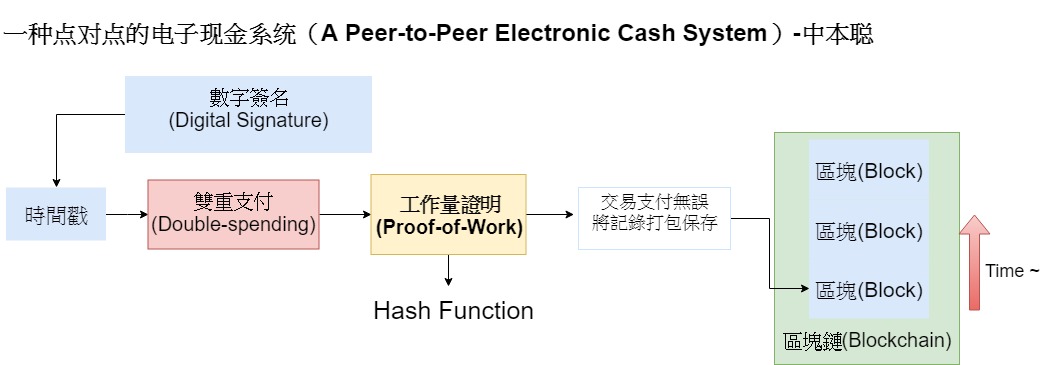 一种点对点的电子现金系统（A Peer-to-Peer Electronic Cash System）-中本聪
數字簽名
(Digital Signature)
時間戳
雙重支付
(Double-spending)
工作量證明
(Proof-of-Work)
Hash Function
交易支付無誤
將記錄打包保存
區塊(Block)
區塊(Block)
區塊(Block)
區塊鏈(Blockchain)
Time ~